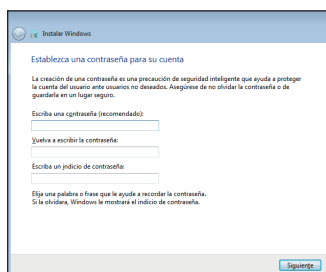 Instalar Windows
Establezca una contraseña para su cuenta
La creación de una contraseña es una precaución de seguridad inteligente que ayuda a proteger
la cuenta del usuario ante usuarios no deseados. Asegúrese de no olvidar la contraseña o de
guardarla en un lugar seguro.
Escriba una contraseña (recomendado):
Vuelva a escribir la contraseña:
Escriba un indicio de contraseña:
Elija una palabra o frase que le ayude a recordar la contraseña.
Si la olvidara, Windows le mostrará el indicio de contraseña.
Siguiente